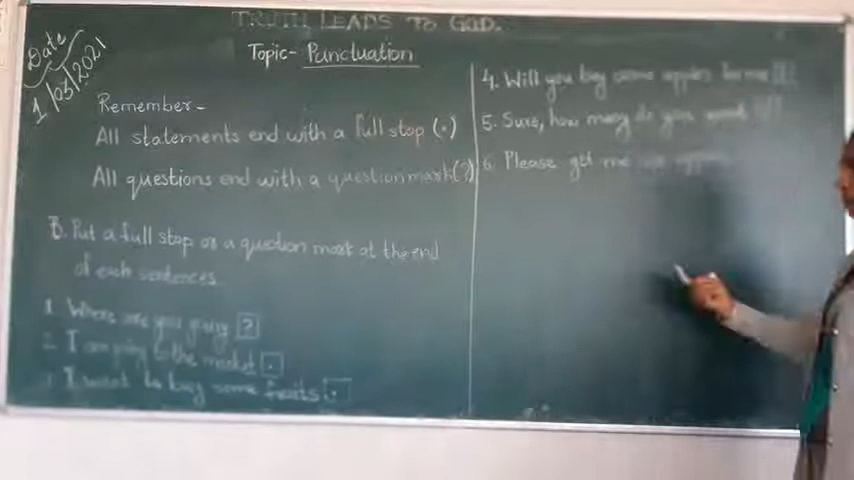 TRUTH LEADS TO GOD.
Date
1/05/2021
Topic- Punctuation
Remember-
All statements end with a full stop (.)
All questions end with a question mark(?)
B. Put a full stop or a question mark at the end
of each sentences
1. Where are you going ?
2. I am going to the market .
I want to buy some fruits .
4. Will you buy some apples for me
5. Sure, how many do you want
6. Please get me